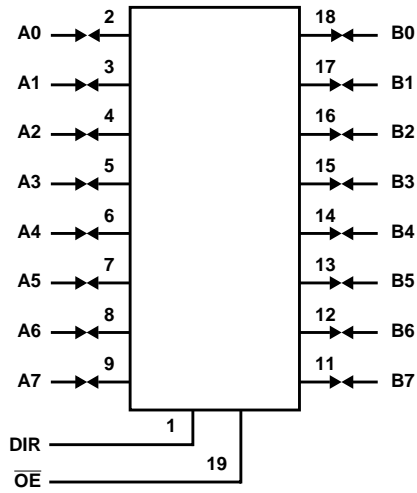 A0 2 18 B0
A1 3 17 B1
A2 4 16 B2
A3 5 15 B3
A4 6 14 B4
A5 7 13 B5
A6 8 12 B6
A7 9 11 B7
DIR 1
O̅E̅ 19